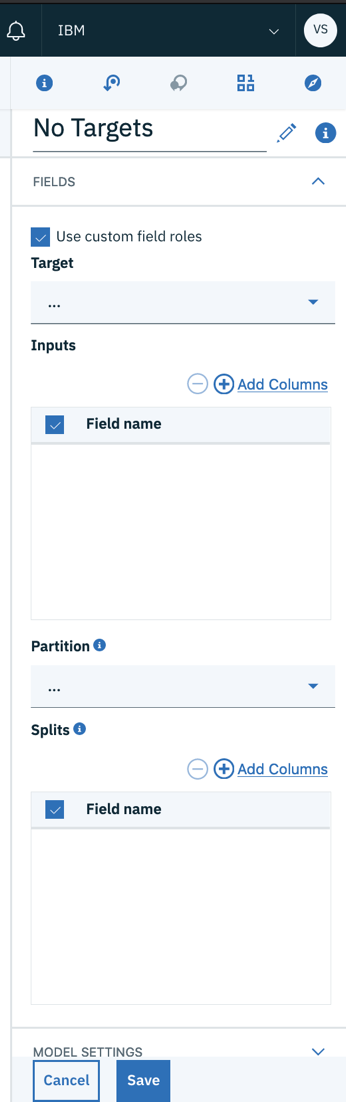 IBM
VS
No Targets
FIELDS
Use custom field roles
Target
...
Inputs
Add Columns
Field name
Partition
...
Splits
Add Columns
Field name
MODEL SETTINGS
Cancel Save